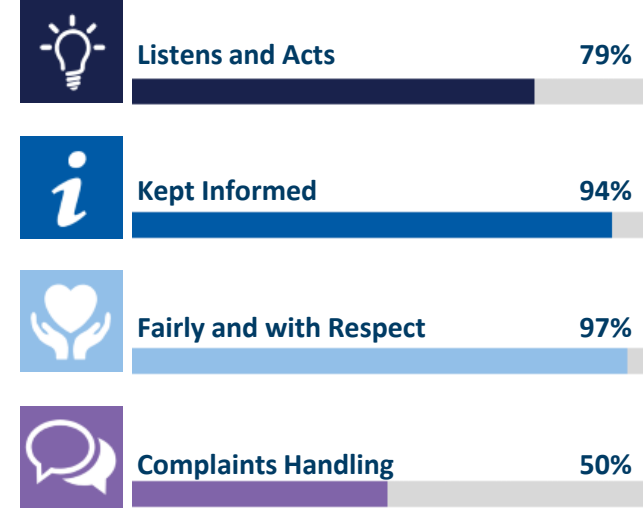 Listens and Acts 79%
Kept Informed 94%
Fairly and with Respect 97%
Complaints Handling 50%